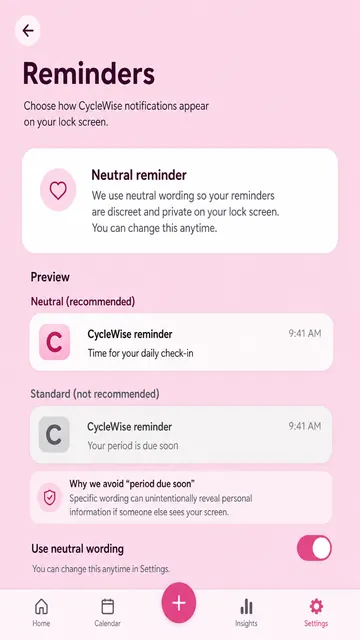 Reminders
Choose how CycleWise notifications appear
on your lock screen.
Neutral reminder
We use neutral wording so your reminders
are discreet and private on your lock screen.
You can change this anytime.
Preview
Neutral (recommended)
C
CycleWise reminder
9:41 AM
Time for your daily check-in
Standard (not recommended)
C
CycleWise reminder
9:41 AM
Your period is due soon
Why we avoid “period due soon”
Specific wording can unintentionally reveal personal
information if someone else sees your screen.
Use neutral wording
You can change this anytime in Settings.
Home
Calendar
Insights
Settings